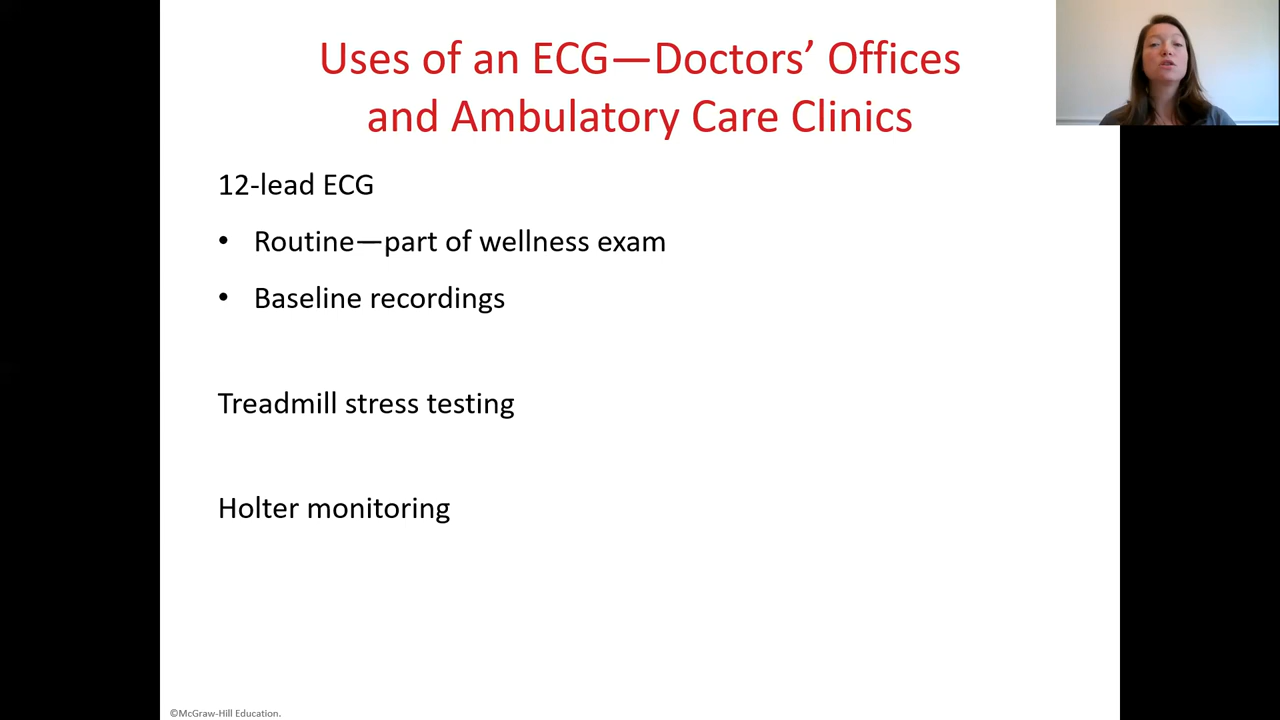 Uses of an ECG—Doctors’ Offices
and Ambulatory Care Clinics
12-lead ECG
• Routine—part of wellness exam
• Baseline recordings
Treadmill stress testing
Holter monitoring
©McGraw-Hill Education.